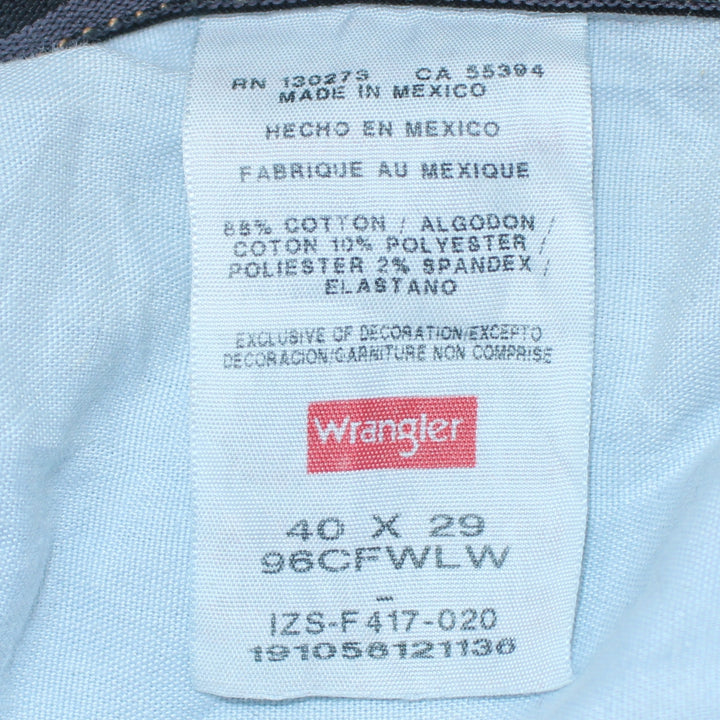 RN 130273 CA 55394
MADE IN MEXICO
HECHO EN MEXICO
FABRIQUE AU MEXIQUE
88% COTTON / ALGODON /
COTON 10% POLYESTER /
POLIESTER 2% SPANDEX /
ELASTANO
EXCLUSIVE OF DECORATION/EXCEPTO
DECORACION/GARNITURE NON COMPRISE
Wrangler
40 X 29
96CFWLW
-
IZS-F417-020
191056121136